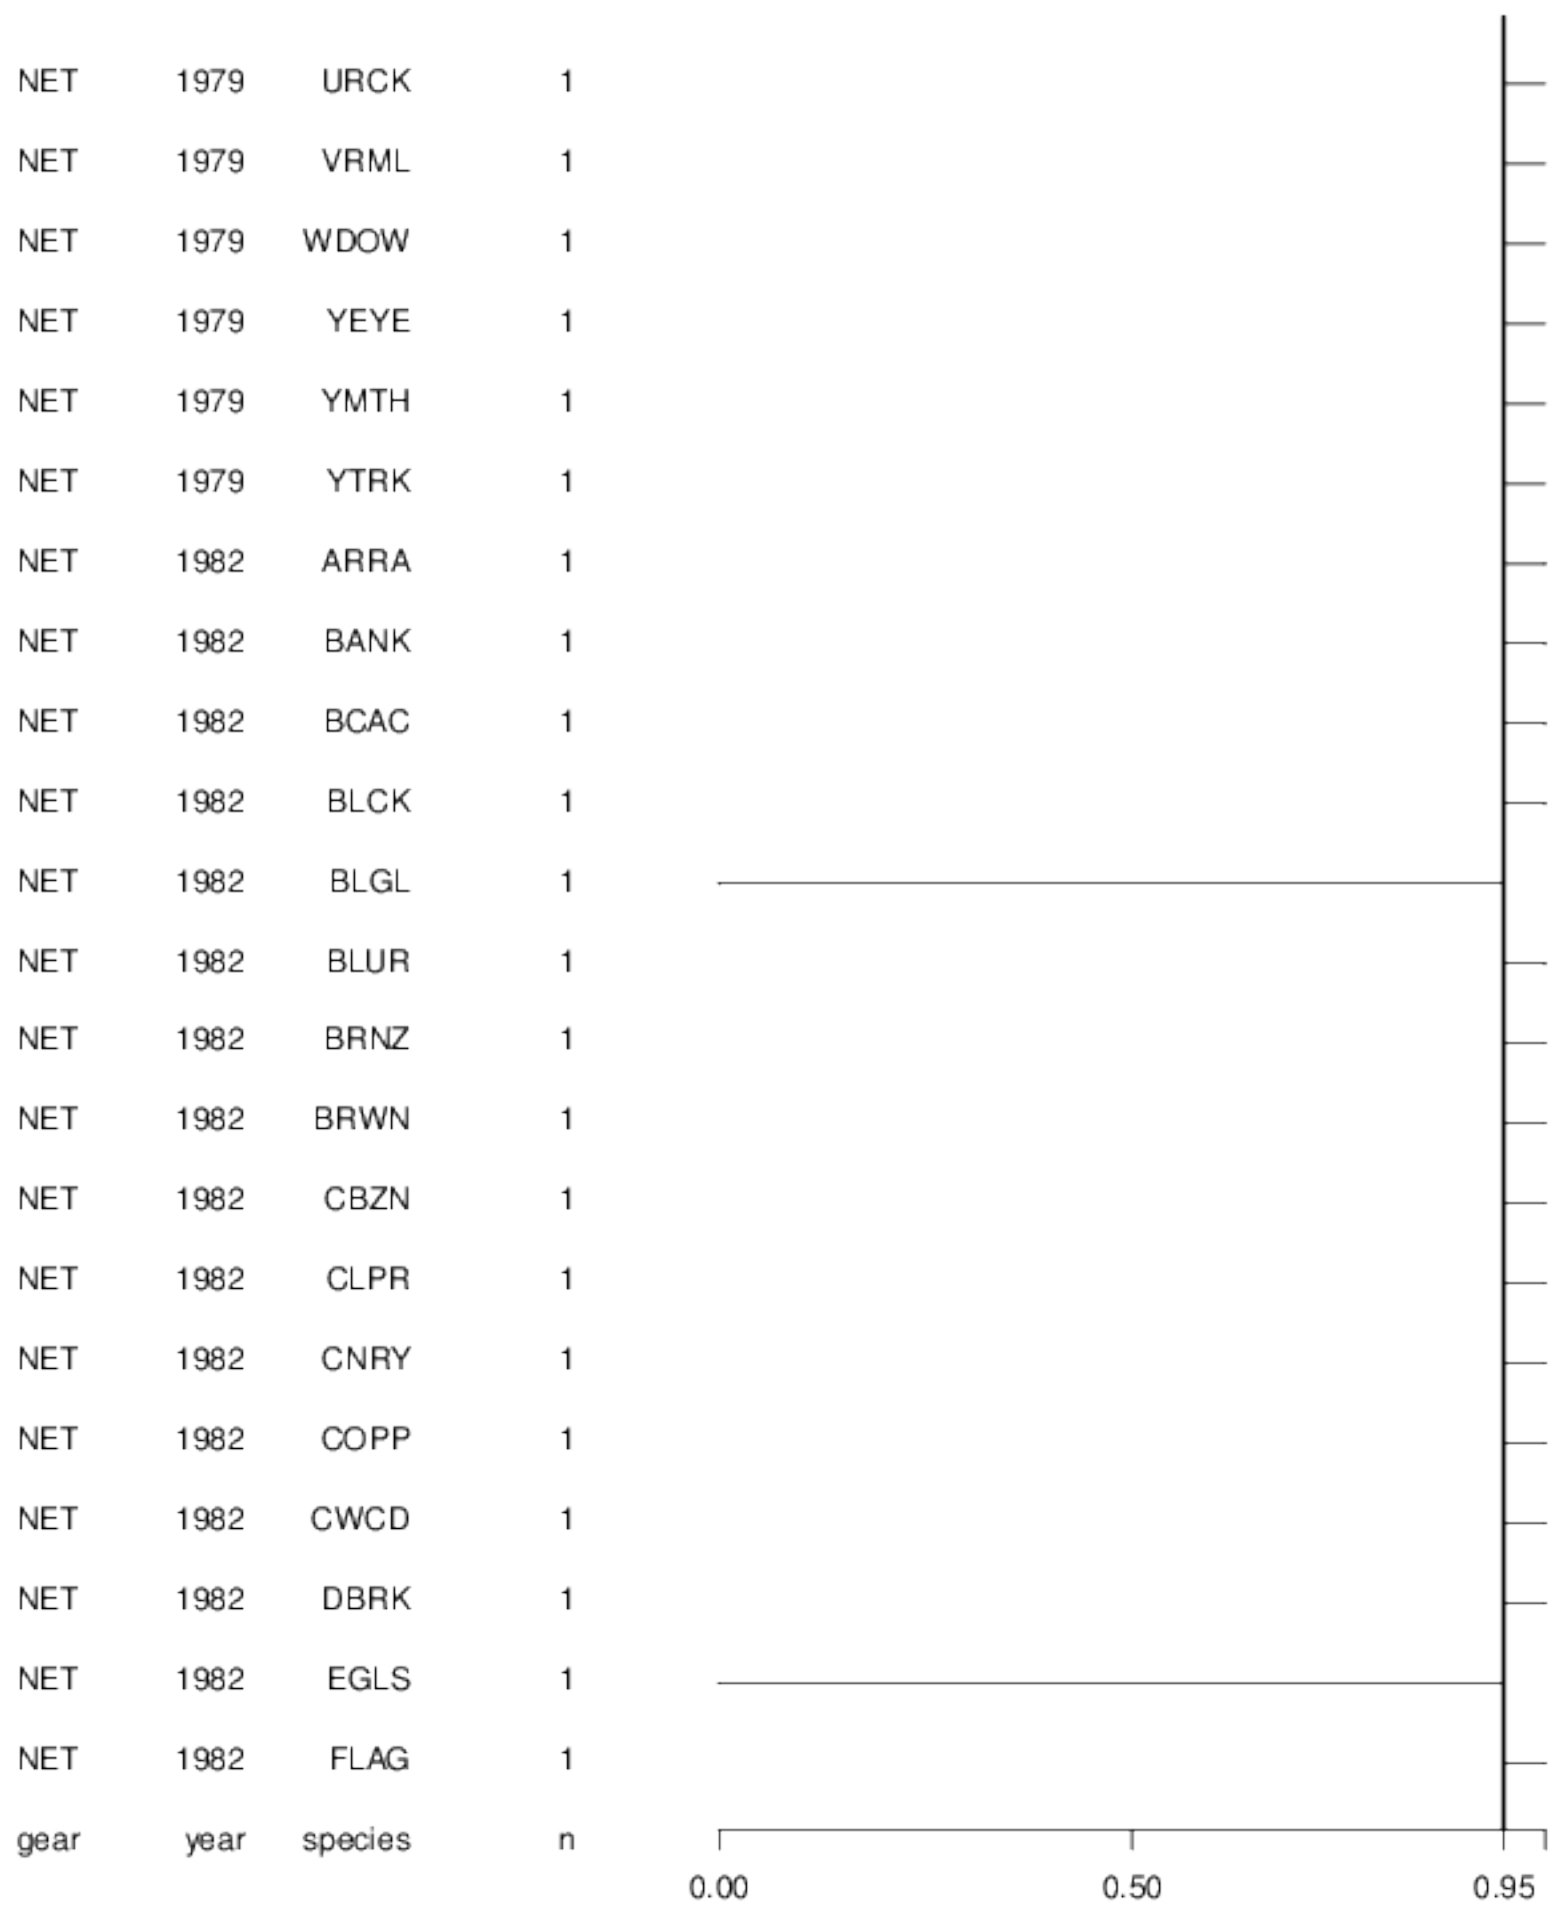 NET 1979 URCK 1
NET 1979 VRML 1
NET 1979 WDOW 1
NET 1979 YEYE 1
NET 1979 YMTH 1
NET 1979 YTRK 1
NET 1982 ARRA 1
NET 1982 BANK 1
NET 1982 BCAC 1
NET 1982 BLCK 1
NET 1982 BLGL 1
NET 1982 BLUR 1
NET 1982 BRNZ 1
NET 1982 BRWN 1
NET 1982 CBZN 1
NET 1982 CLPR 1
NET 1982 CNRY 1
NET 1982 COPP 1
NET 1982 CWCD 1
NET 1982 DBRK 1
NET 1982 EGLS 1
NET 1982 FLAG 1
gear year species n
0.00 0.50 0.95